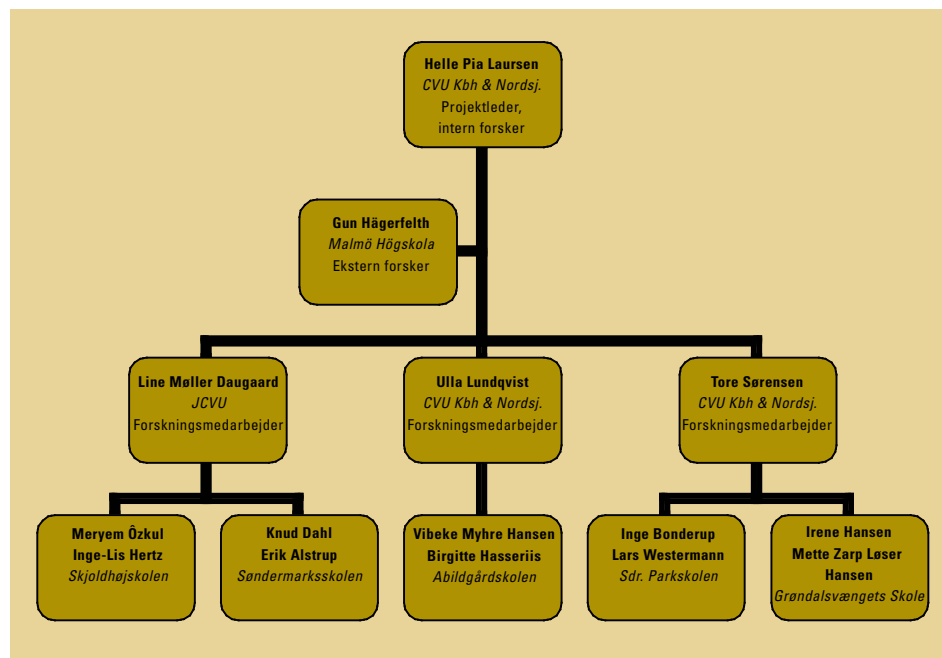 Helle Pia Laursen
CVU Kbh & Nordsj.
Projektleder,
intern forsker
Gun Hägerfelth
Malmö Högskola
Ekstern forsker
Line Møller Daugaard
JCVU
Forskningsmedarbejder
Ulla Lundqvist
CVU Kbh & Nordsj.
Forskningsmedarbejder
Tore Sørensen
CVU Kbh & Nordsj.
Forskningsmedarbejder
Meryem Ôzkul
Inge-Lis Hertz
Skjoldhøjskolen
Knud Dahl
Erik Alstrup
Søndermarksskolen
Vibeke Myhre Hansen
Birgitte Hasseriis
Abildgårdskolen
Inge Bonderup
Lars Westermann
Sdr. Parkskolen
Irene Hansen
Mette Zarp Løser
Hansen
Grøndalsvængets Skole